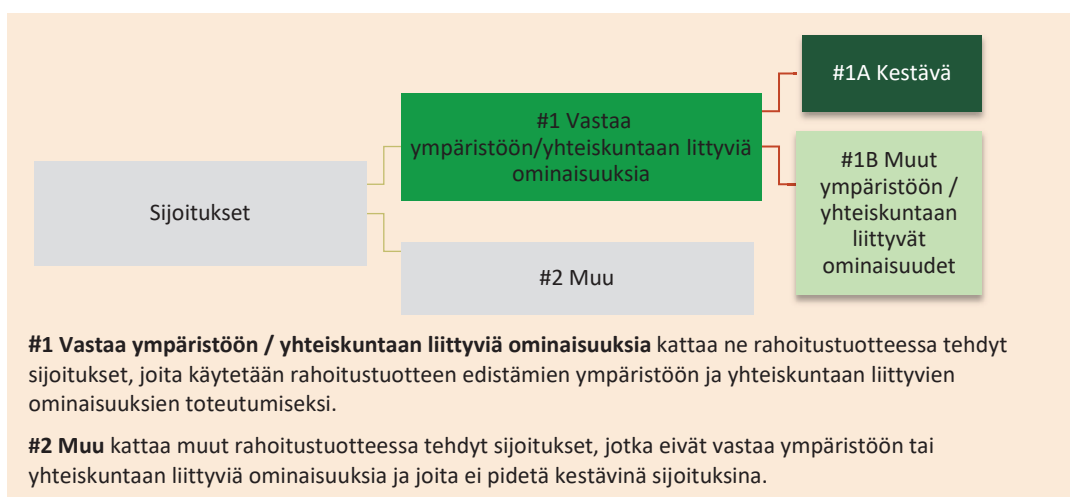 Sijoitukset
#1 Vastaa
ympäristöön/yhteiskuntaan littyviä
ominaisuuksia
#2 Muu
#1A Kestävä
#1B Muut
ympäristöön /
yhteiskuntaan
liittyvät
ominaisuudet
#1 Vastaa ympäristöön / yhteiskuntaan liittyviä ominaisuuksia kattaa ne rahoitustuotteessa tehdyt
sijoitukset, joita käytetään rahoitustuotteen edistämien ympäristöön ja yhteiskuntaan liittyvien
ominaisuuksien toteutumiseksi.
#2 Muu kattaa muut rahoitustuotteessa tehdyt sijoitukset, jotka eivät vastaa ympäristöön tai
yhteiskuntaan liittyviä ominaisuuksia ja joita ei pidetä kestävinä sijoituksina.